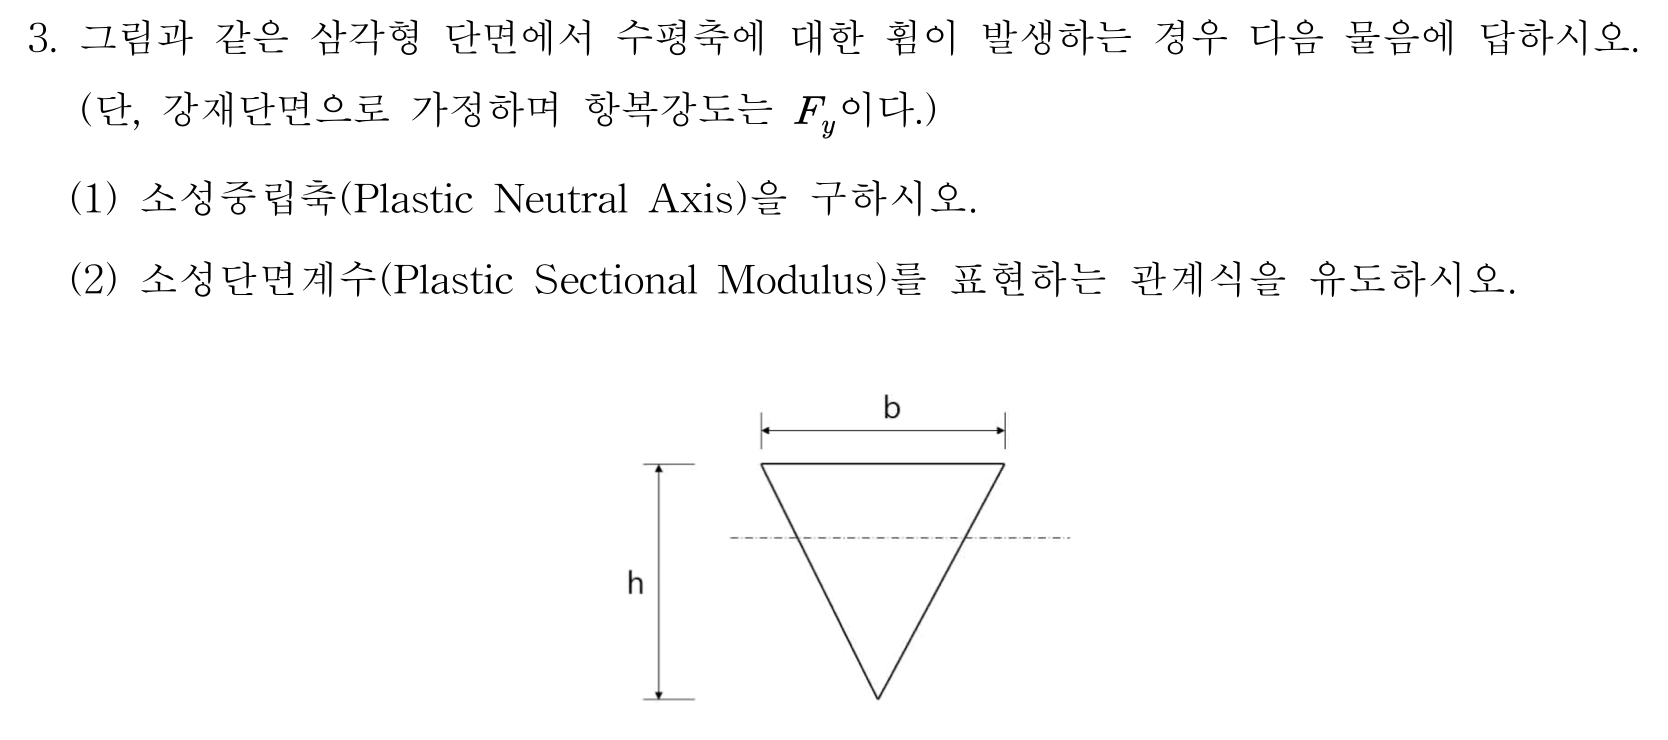 3. 그림과 같은 삼각형 단면에서 수평축에 대한 휨이 발생하는 경우 다음 물음에 답하시오.
(단, 강재단면으로 가정하며 항복강도는 F_y이다.)
(1) 소성중립축(Plastic Neutral Axis)을 구하시오.
(2) 소성단면계수(Plastic Sectional Modulus)를 표현하는 관계식을 유도하시오.
b
h